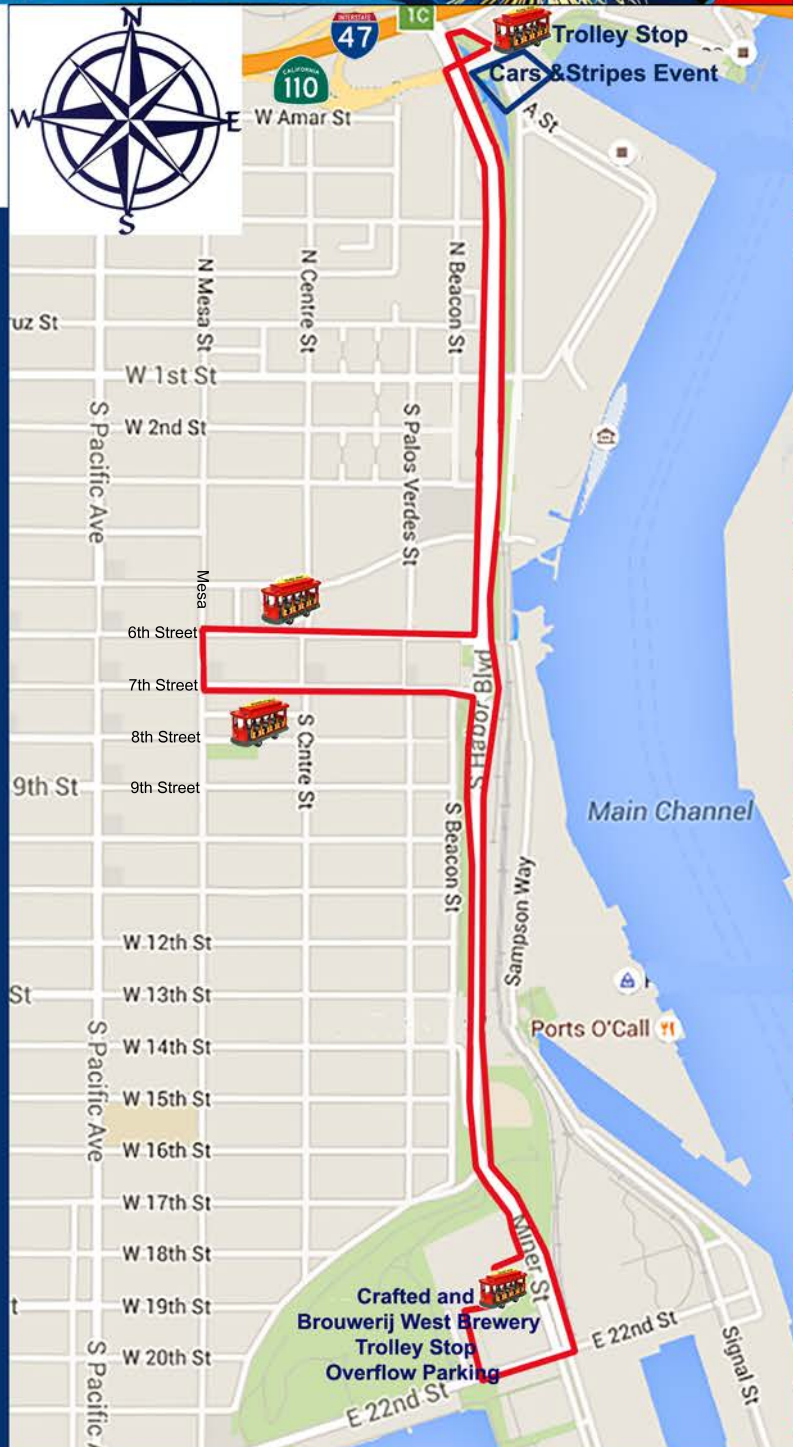 N
W
E
S
INTERSTATE
47
1C
CALIFORNIA
110
Trolley Stop
Cars &Stripes Event
W Amar St
A St
N Mesa St
N Centre St
N Beacon St
uz St
W 1st St
S Pacific Ave
W 2nd St
S Palos Verdes St
Mesa
6th Street
7th Street
S Harbor Blvd
8th Street
S Centre St
9th St
9th Street
Main Channel
S Beacon St
Sampson Way
W 12th St
St
W 13th St
Ports O'Call
S Pacific Ave
W 14th St
W 15th St
W 16th St
W 17th St
Miner St
W 18th St
Crafted and
Brouwerij West Brewery
Trolley Stop
Overflow Parking
t
W 19th St
E 22nd St
Signal St
W 20th St
S Pacific
E 22nd St